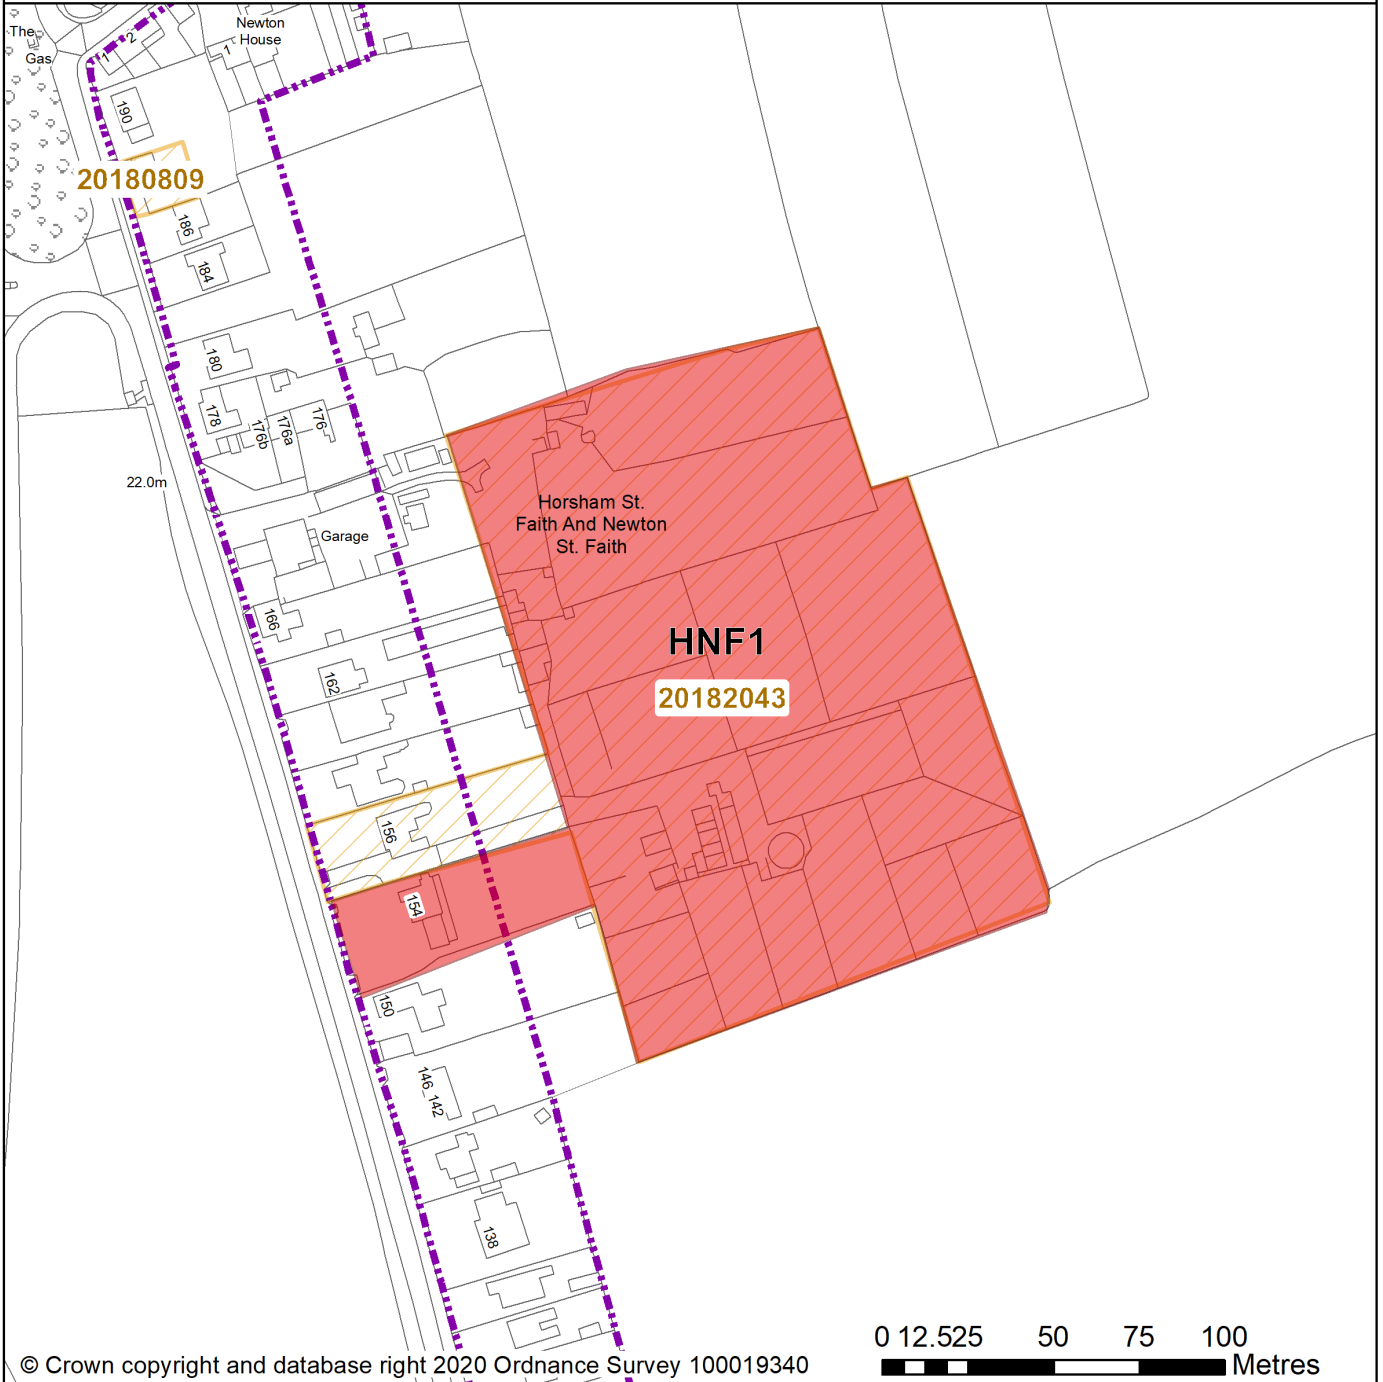 The
Gas
1
2
Newton
House
1
190
20180809
186
184
180
178
176b
176a
176
22.0m
Garage
Horsham St.
Faith And Newton
St. Faith
166
162
HNF1
20182043
156
154
150
146
142
138
0 12.525 50 75 100
Metres
© Crown copyright and database right 2020 Ordnance Survey 100019340